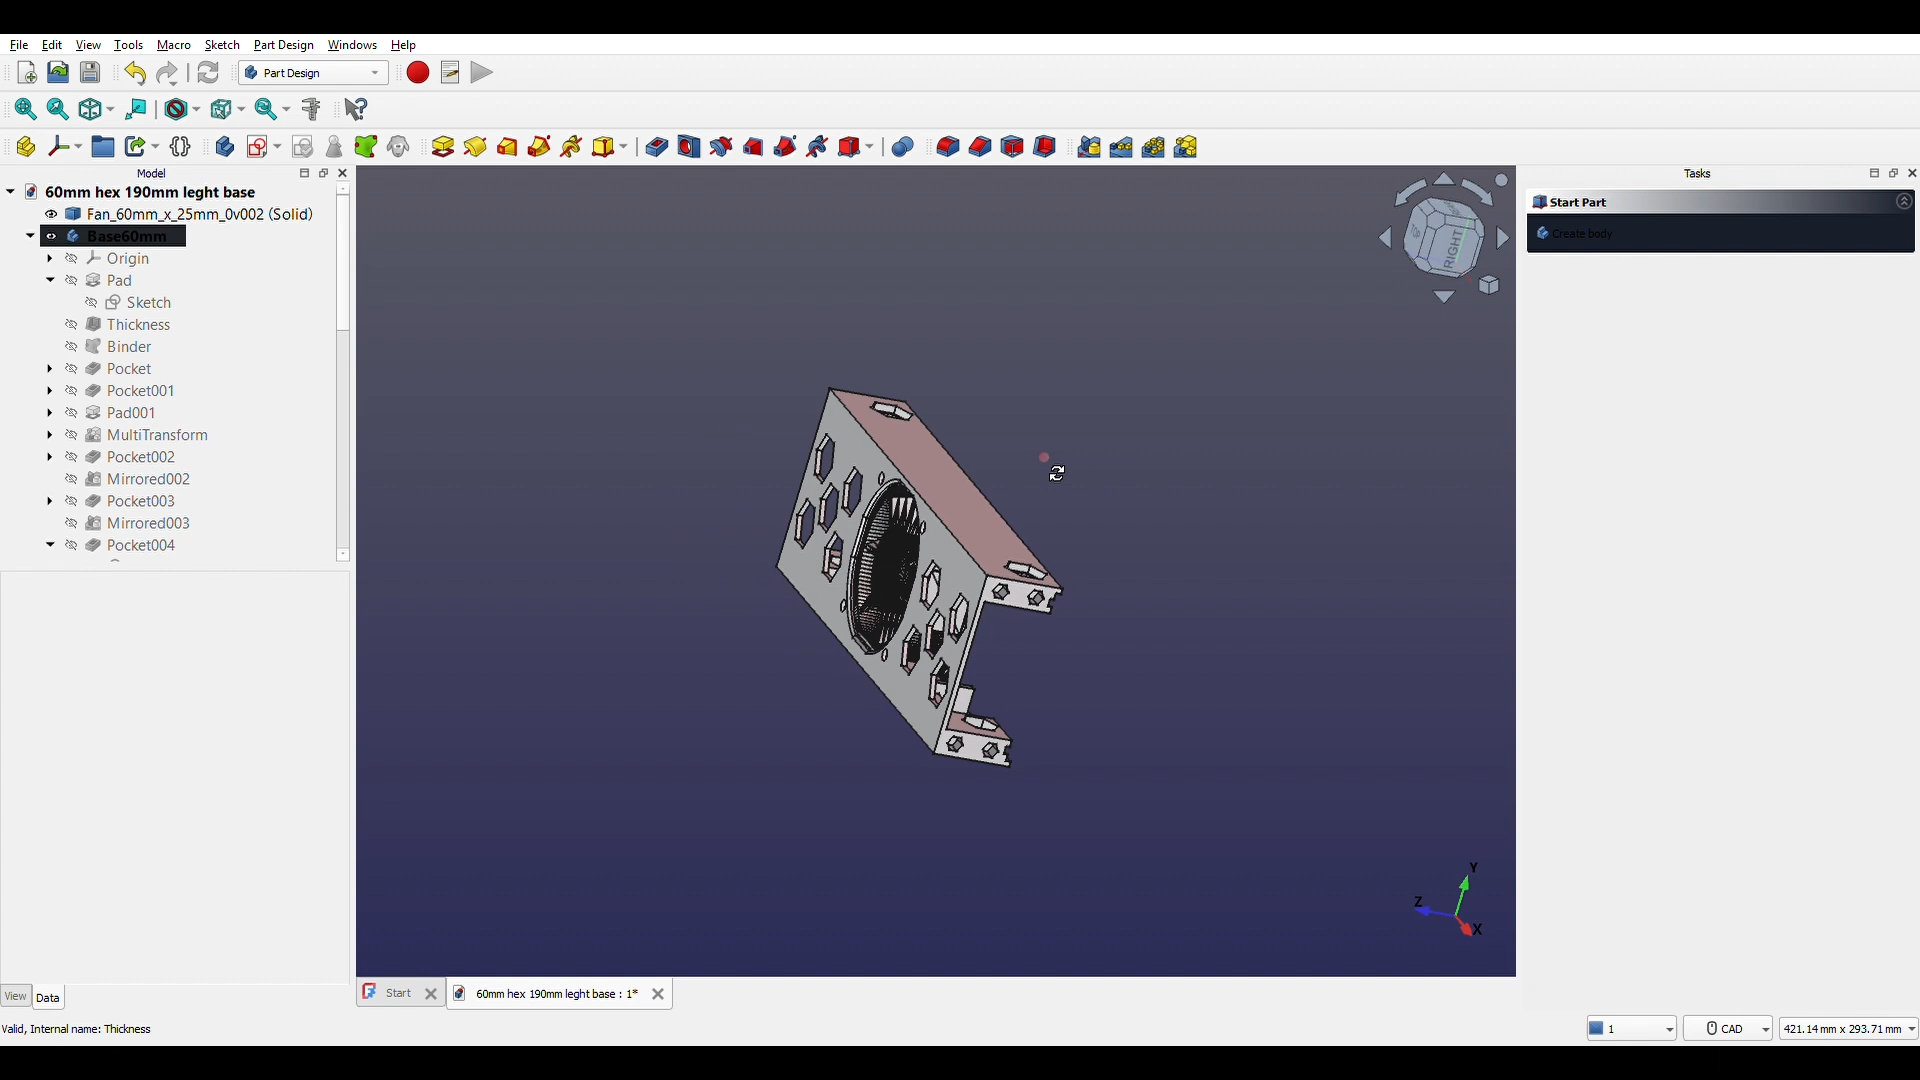 File Edit View Tools Macro Sketch Part Design Windows Help
Part Design
Model
Tasks
60mm hex 190mm leght base
Fan_60mm_x_25mm_0v002 (Solid)
Base60mm
Origin
Pad
Sketch
Thickness
Binder
Pocket
Pocket001
Pad001
MultiTransform
Pocket002
Mirrored002
Pocket003
Mirrored003
Pocket004
Start Part
Create body
RIGHT
TOP
Y
Z
X
View Data
Start
60mm hex 190mm leght base : 1*
Valid, Internal name: Thickness
1
CAD
421.14 mm x 293.71 mm